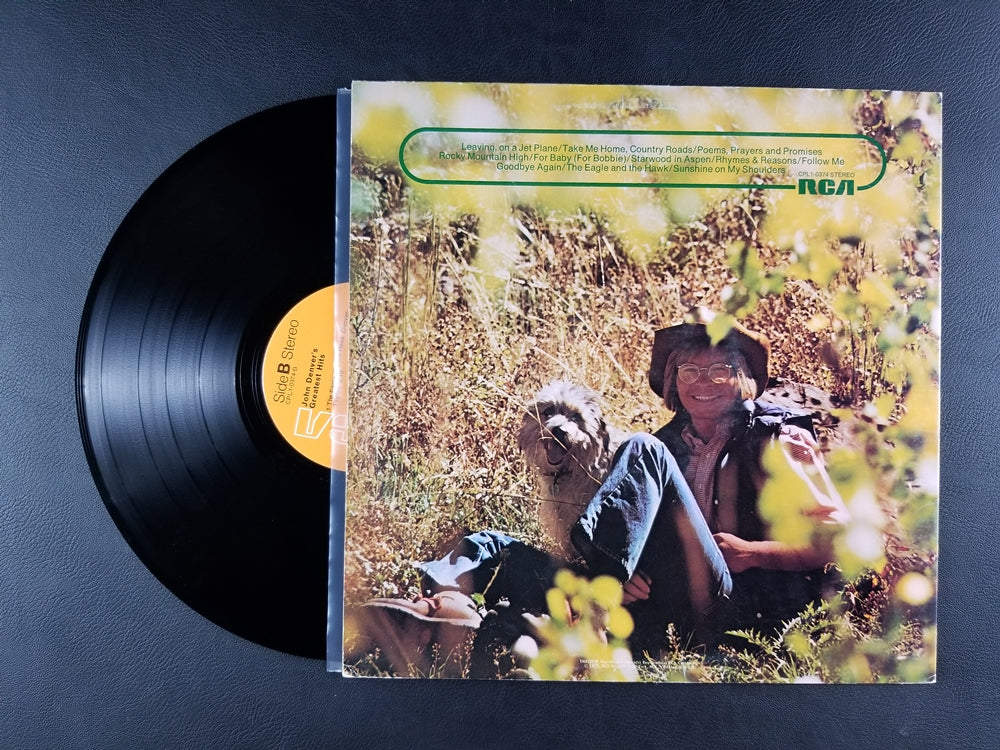 Leaving, on a Jet Plane/Take Me Home, Country Roads/Poems, Prayers and Promises
Rocky Mountain High/For Baby (For Bobbie)/Starwood in Aspen/Rhymes & Reasons/Follow Me
Goodbye Again/The Eagle and the Hawk/Sunshine on My Shoulders
CPL1-0374 STEREO
RCA
Side B Stereo
CPL1-0374-B
John Denver's
Greatest Hits